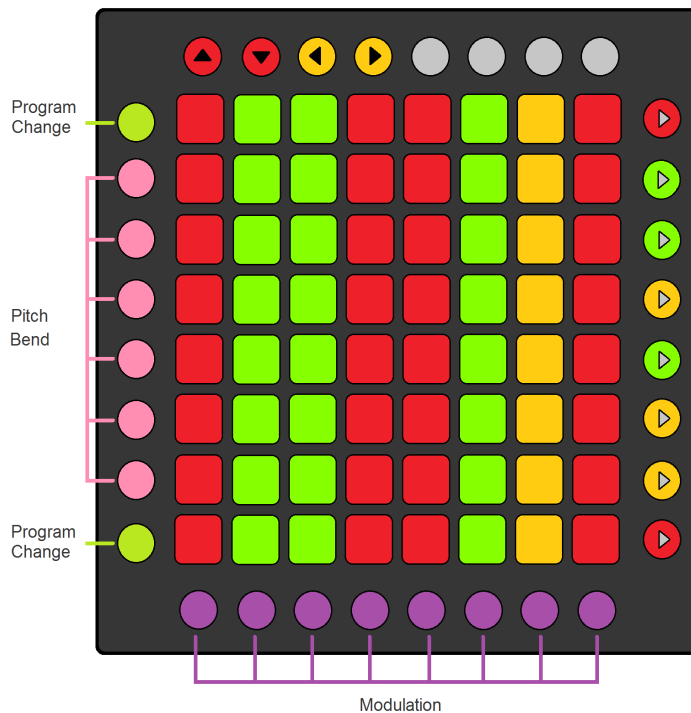 Program
Change
Pitch
Bend
Program
Change
Modulation